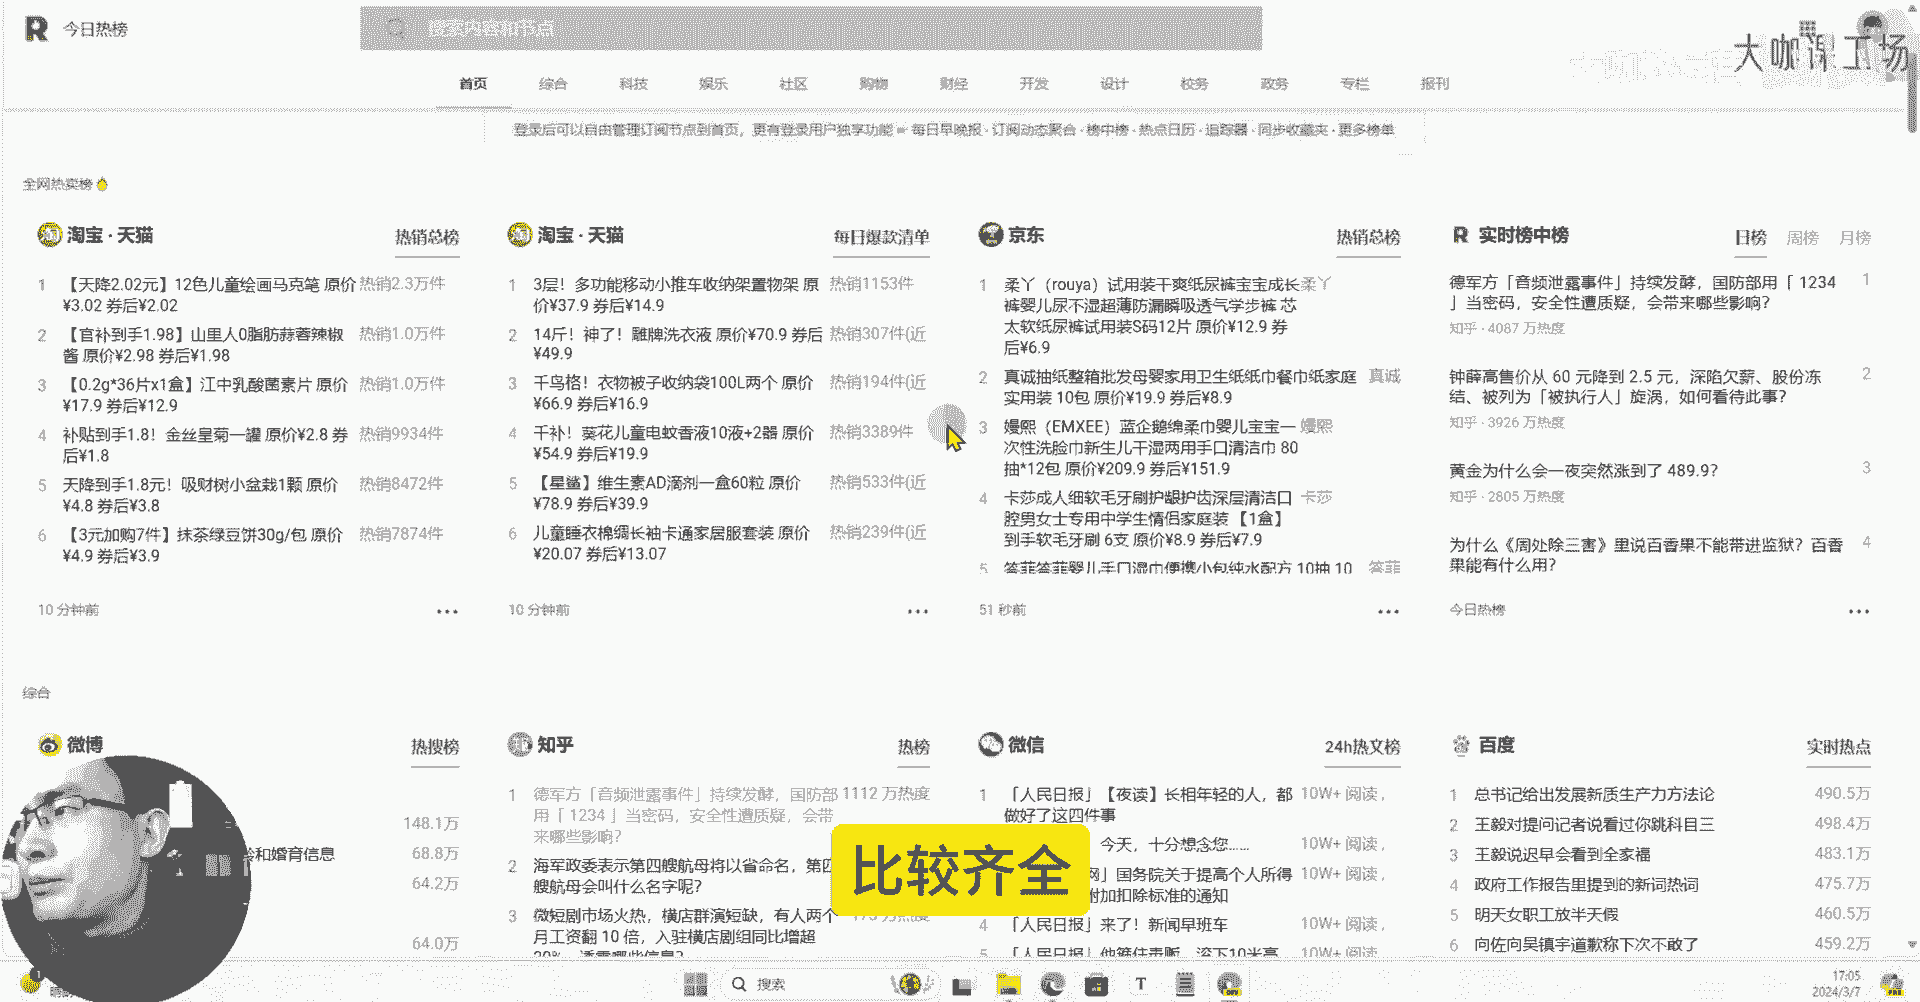 今日热榜
搜索内容和节点
大咖课工场
首页 综合 科技 娱乐 社区 购物 财经 开发 设计 校务 政务 专栏 报刊
登录后可以自由管理订阅节点到首页，更有登录用户独享功能 = 每日早晚报 · 订阅动态聚合 · 榜中榜 · 热点日历 · 追踪器 · 同步收藏夹 · 更多榜单
全网热卖榜
淘宝 · 天猫 热销总榜
1 【天降2.02元】12色儿童绘画马克笔 原价 热销2.3万件
¥3.02 券后¥2.02
2 【官补到手1.98】山里人0脂肪蒜蓉辣椒 热销1.0万件
酱 原价¥2.98 券后¥1.98
3 【0.2g*36片x1盒】江中乳酸菌素片 原价 热销1.0万件
¥17.9 券后¥12.9
4 补贴到手1.8！金丝皇菊一罐 原价¥2.8 券 热销9934件
后¥1.8
5 天降到手1.8元！吸财树小盆栽1颗 原价 热销8472件
¥4.8 券后¥3.8
6 【3元加购7件】抹茶绿豆饼30g/包 原价 热销7874件
¥4.9 券后¥3.9
10 分钟前 •••
淘宝 · 天猫 每日爆款清单
1 3层！多功能移动小推车收纳架置物架 原 热销1153件
价¥37.9 券后¥14.9
2 14斤！神了！雕牌洗衣液 原价¥70.9 券后 热销307件(近
¥49.9
3 千鸟格！衣物被子收纳袋100L两个 原价 热销194件(近
¥66.9 券后¥16.9
4 千补！葵花儿童电蚊香液10液+2器 原价 热销3389件
¥54.9 券后¥19.9
5 【星鲨】维生素AD滴剂一盒60粒 原价 热销533件(近
¥78.9 券后¥39.9
6 儿童睡衣棉绸长袖卡通家居服套装 原价 热销239件(近
¥20.07 券后¥13.07
10 分钟前 •••
京东 热销总榜
1 柔丫（rouya）试用装干爽纸尿裤宝宝成长 柔丫
裤婴儿尿不湿超薄防漏瞬吸透气学步裤 芯
太软纸尿裤试用装S码12片 原价¥12.9 券
后¥6.9
2 真诚抽纸整箱批发母婴家用卫生纸纸巾餐巾纸家庭 真诚
实用装 10包 原价¥19.9 券后¥8.9
3 嫚熙（EMXEE）蓝企鹅绵柔巾婴儿宝宝一 嫚熙
次性洗脸巾新生儿干湿两用手口清洁巾 80
抽*12包 原价¥209.9 券后¥151.9
4 卡莎成人细软毛牙刷护龈护齿深层清洁口 卡莎
腔男女士专用中学生情侣家庭装 【1盒】
到手软毛牙刷 6支 原价¥8.9 券后¥7.9
5 答菲答菲婴儿手口湿巾便携小包纯水配方 10抽 10 答菲
51 秒前 •••
实时榜中榜 日榜 周榜 月榜
德军方「音频泄露事件」持续发酵，国防部用「 1234 1
」当密码，安全性遭质疑，会带来哪些影响？
知乎 · 4087 万热度
钟薛高售价从 60 元降到 2.5 元，深陷欠薪、股份冻 2
结、被列为「被执行人」旋涡，如何看待此事？
知乎 · 3926 万热度
黄金为什么会一夜突然涨到了 489.9？ 3
知乎 · 2805 万热度
为什么《周处除三害》里说百香果不能带进监狱？百香 4
果能有什么用？
今日热榜 •••
综合
微博 热搜榜
148.1万
龄和婚育信息 68.8万
64.2万
64.0万
知乎 热榜
1 德军方「音频泄露事件」持续发酵，国防部 1112 万热度
用「 1234 」当密码，安全性遭质疑，会带
来哪些影响？
2 海军政委表示第四艘航母将以省命名，第四
艘航母会叫什么名字呢？
3 微短剧市场火热，横店群演短缺，有人两个
月工资翻 10 倍，入驻横店剧组同比增超
微信 24h热文榜
1 「人民日报」【夜读】长相年轻的人，都 10W+ 阅读 ,
做好了这四件事
今天，十分想念您…… 10W+ 阅读 ,
网」国务院关于提高个人所得 10W+ 阅读 ,
附加扣除标准的通知
4 「人民日报」来了！新闻早班车 10W+ 阅读 ,
5 10W+ 阅读 ,
百度 实时热点
1 总书记给出发展新质生产力方法论 490.5万
2 王毅对提问记者说看过你跳科目三 498.4万
3 王毅说迟早会看到全家福 483.1万
4 政府工作报告里提到的新词热词 475.7万
5 明天女职工放半天假 460.5万
6 向佐向吴镇宇道歉称下次不敢了 459.2万
比较齐全
搜索
17:05
2024/3/7